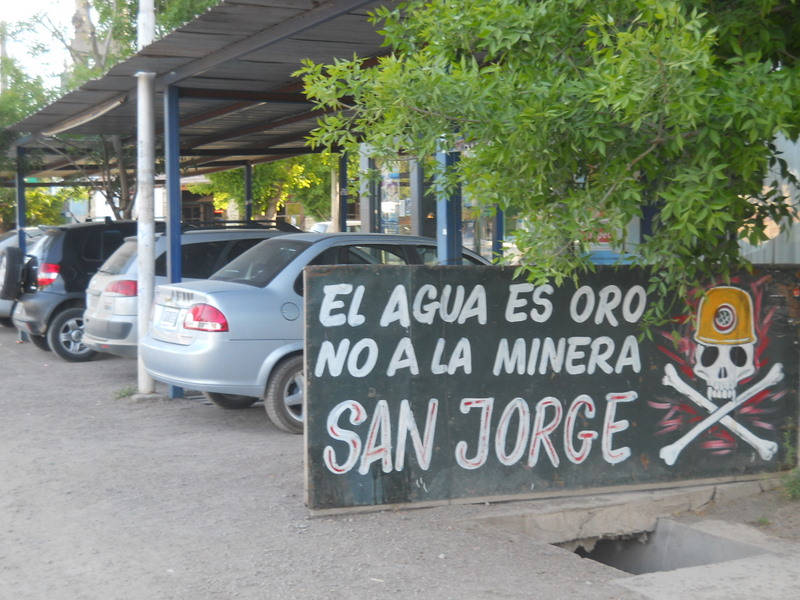 EL AGUA ES ORO
NO A LA MINERA
SAN JORGE